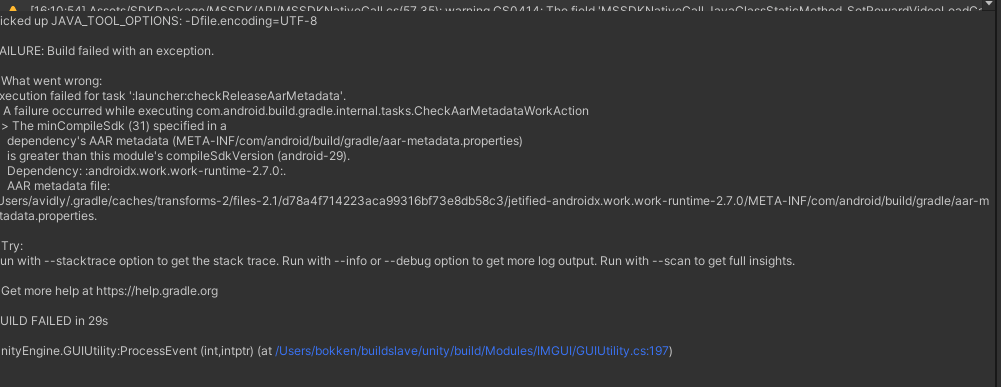 [16:10:54] Assets/SDKPackage/MSSDK/API/MSSDKNativeCall.cs(57,35): warning CS0414: The field 'MSSDKNativeCall.JavaClassStaticMethod_SetRewardVideoLoadC
icked up JAVA_TOOL_OPTIONS: -Dfile.encoding=UTF-8
AILURE: Build failed with an exception.
What went wrong:
xecution failed for task ':launcher:checkReleaseAarMetadata'.
A failure occurred while executing com.android.build.gradle.internal.tasks.CheckAarMetadataWorkAction
> The minCompileSdk (31) specified in a
dependency's AAR metadata (META-INF/com/android/build/gradle/aar-metadata.properties)
is greater than this module's compileSdkVersion (android-29).
Dependency: :androidx.work.work-runtime-2.7.0:.
AAR metadata file:
Users/avidly/.gradle/caches/transforms-2/files-2.1/d78a4f714223aca99316bf73e8db58c3/jetified-androidx.work.work-runtime-2.7.0/META-INF/com/android/build/gradle/aar-m
tadata.properties.
Try:
un with --stacktrace option to get the stack trace. Run with --info or --debug option to get more log output. Run with --scan to get full insights.
Get more help at https://help.gradle.org
UILD FAILED in 29s
nityEngine.GUIUtility:ProcessEvent (int,intptr) (at /Users/bokken/buildslave/unity/build/Modules/IMGUI/GUIUtility.cs:197)